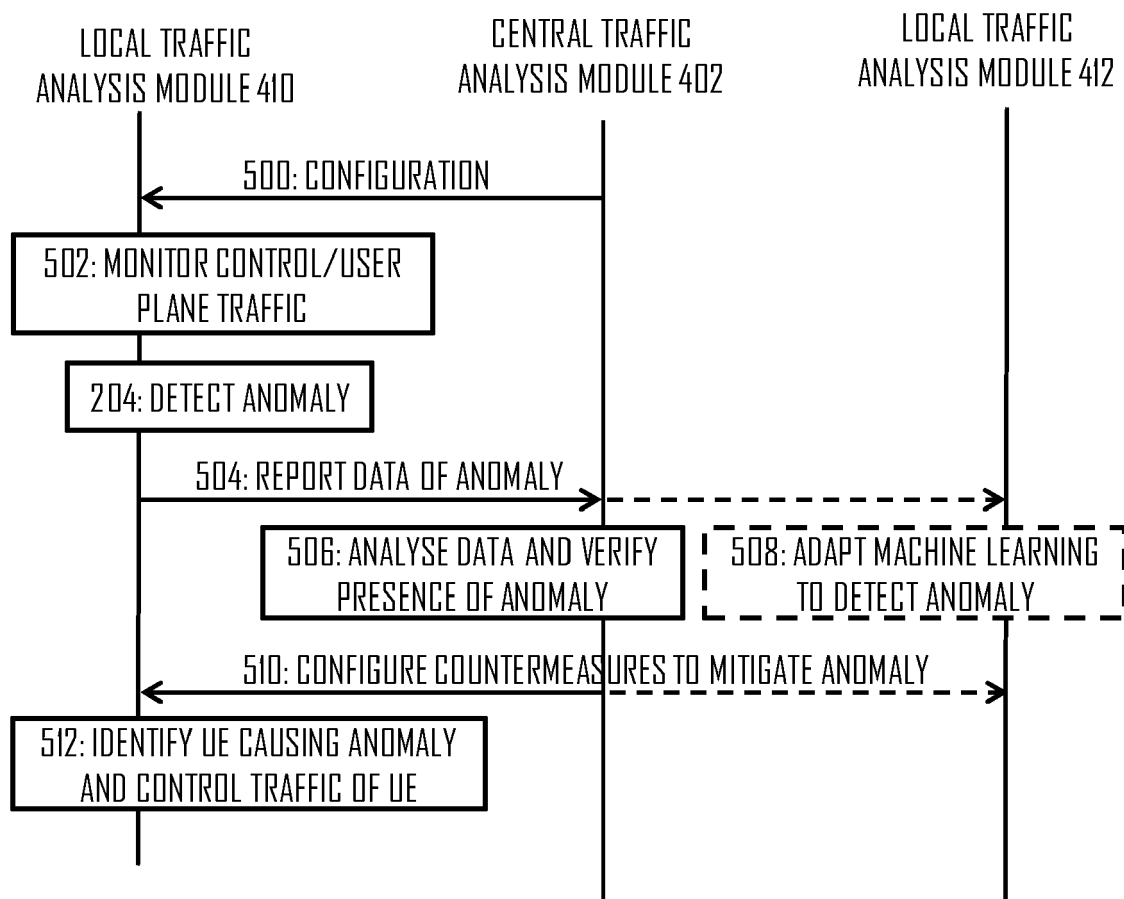 LOCAL TRAFFIC
ANALYSIS MODULE 410
CENTRAL TRAFFIC
ANALYSIS MODULE 402
LOCAL TRAFFIC
ANALYSIS MODULE 412
500: CONFIGURATION
502: MONITOR CONTROL/USER
PLANE TRAFFIC
204: DETECT ANOMALY
504: REPORT DATA OF ANOMALY
506: ANALYSE DATA AND VERIFY
PRESENCE OF ANOMALY
508: ADAPT MACHINE LEARNING
TO DETECT ANOMALY
510: CONFIGURE COUNTERMEASURES TO MITIGATE ANOMALY
512: IDENTIFY UE CAUSING ANOMALY
AND CONTROL TRAFFIC OF UE